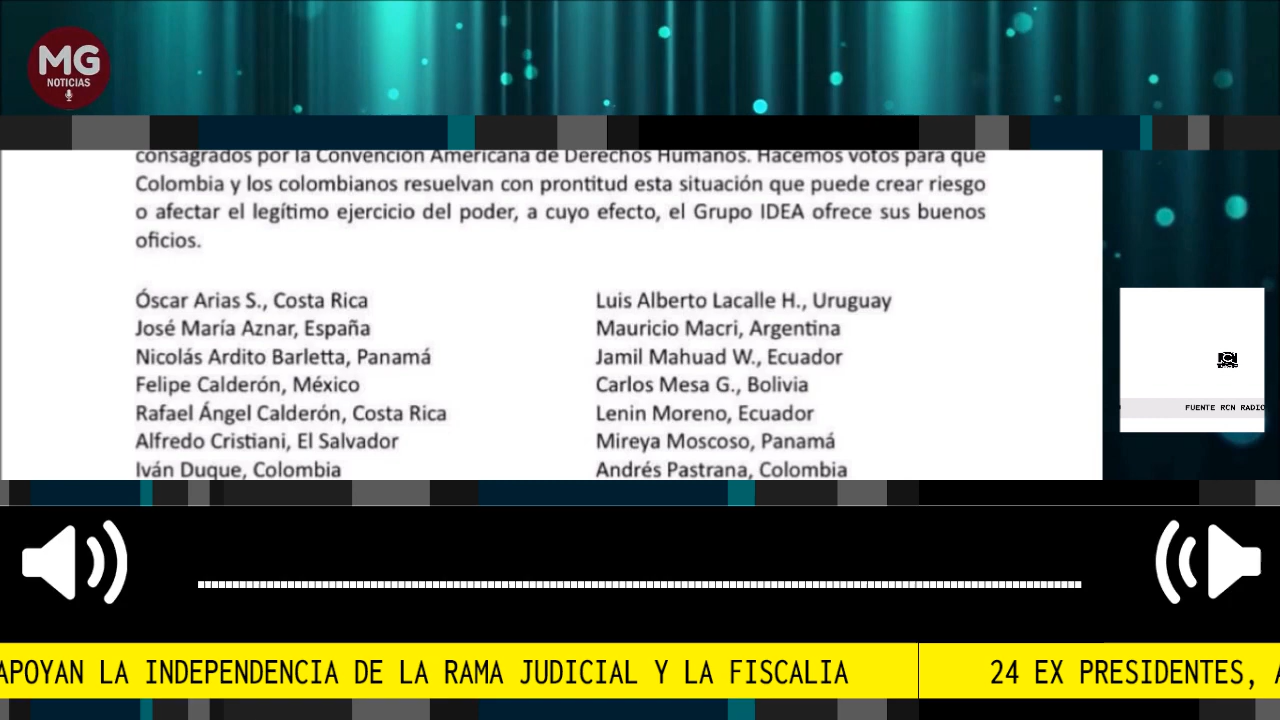 MG
NOTICIAS
consagrados por la Convención Americana de Derechos Humanos. Hacemos votos para que
Colombia y los colombianos resuelvan con prontitud esta situación que puede crear riesgo
o afectar el legítimo ejercicio del poder, a cuyo efecto, el Grupo IDEA ofrece sus buenos
oficios.
Óscar Arias S., Costa Rica
José María Aznar, España
Nicolás Ardito Barletta, Panamá
Felipe Calderón, México
Rafael Ángel Calderón, Costa Rica
Alfredo Cristiani, El Salvador
Iván Duque, Colombia
Luis Alberto Lacalle H., Uruguay
Mauricio Macri, Argentina
Jamil Mahuad W., Ecuador
Carlos Mesa G., Bolivia
Lenin Moreno, Ecuador
Mireya Moscoso, Panamá
Andrés Pastrana, Colombia
FUENTE RCN RADIO
APOYAN LA INDEPENDENCIA DE LA RAMA JUDICIAL Y LA FISCALIA
24 EX PRESIDENTES,